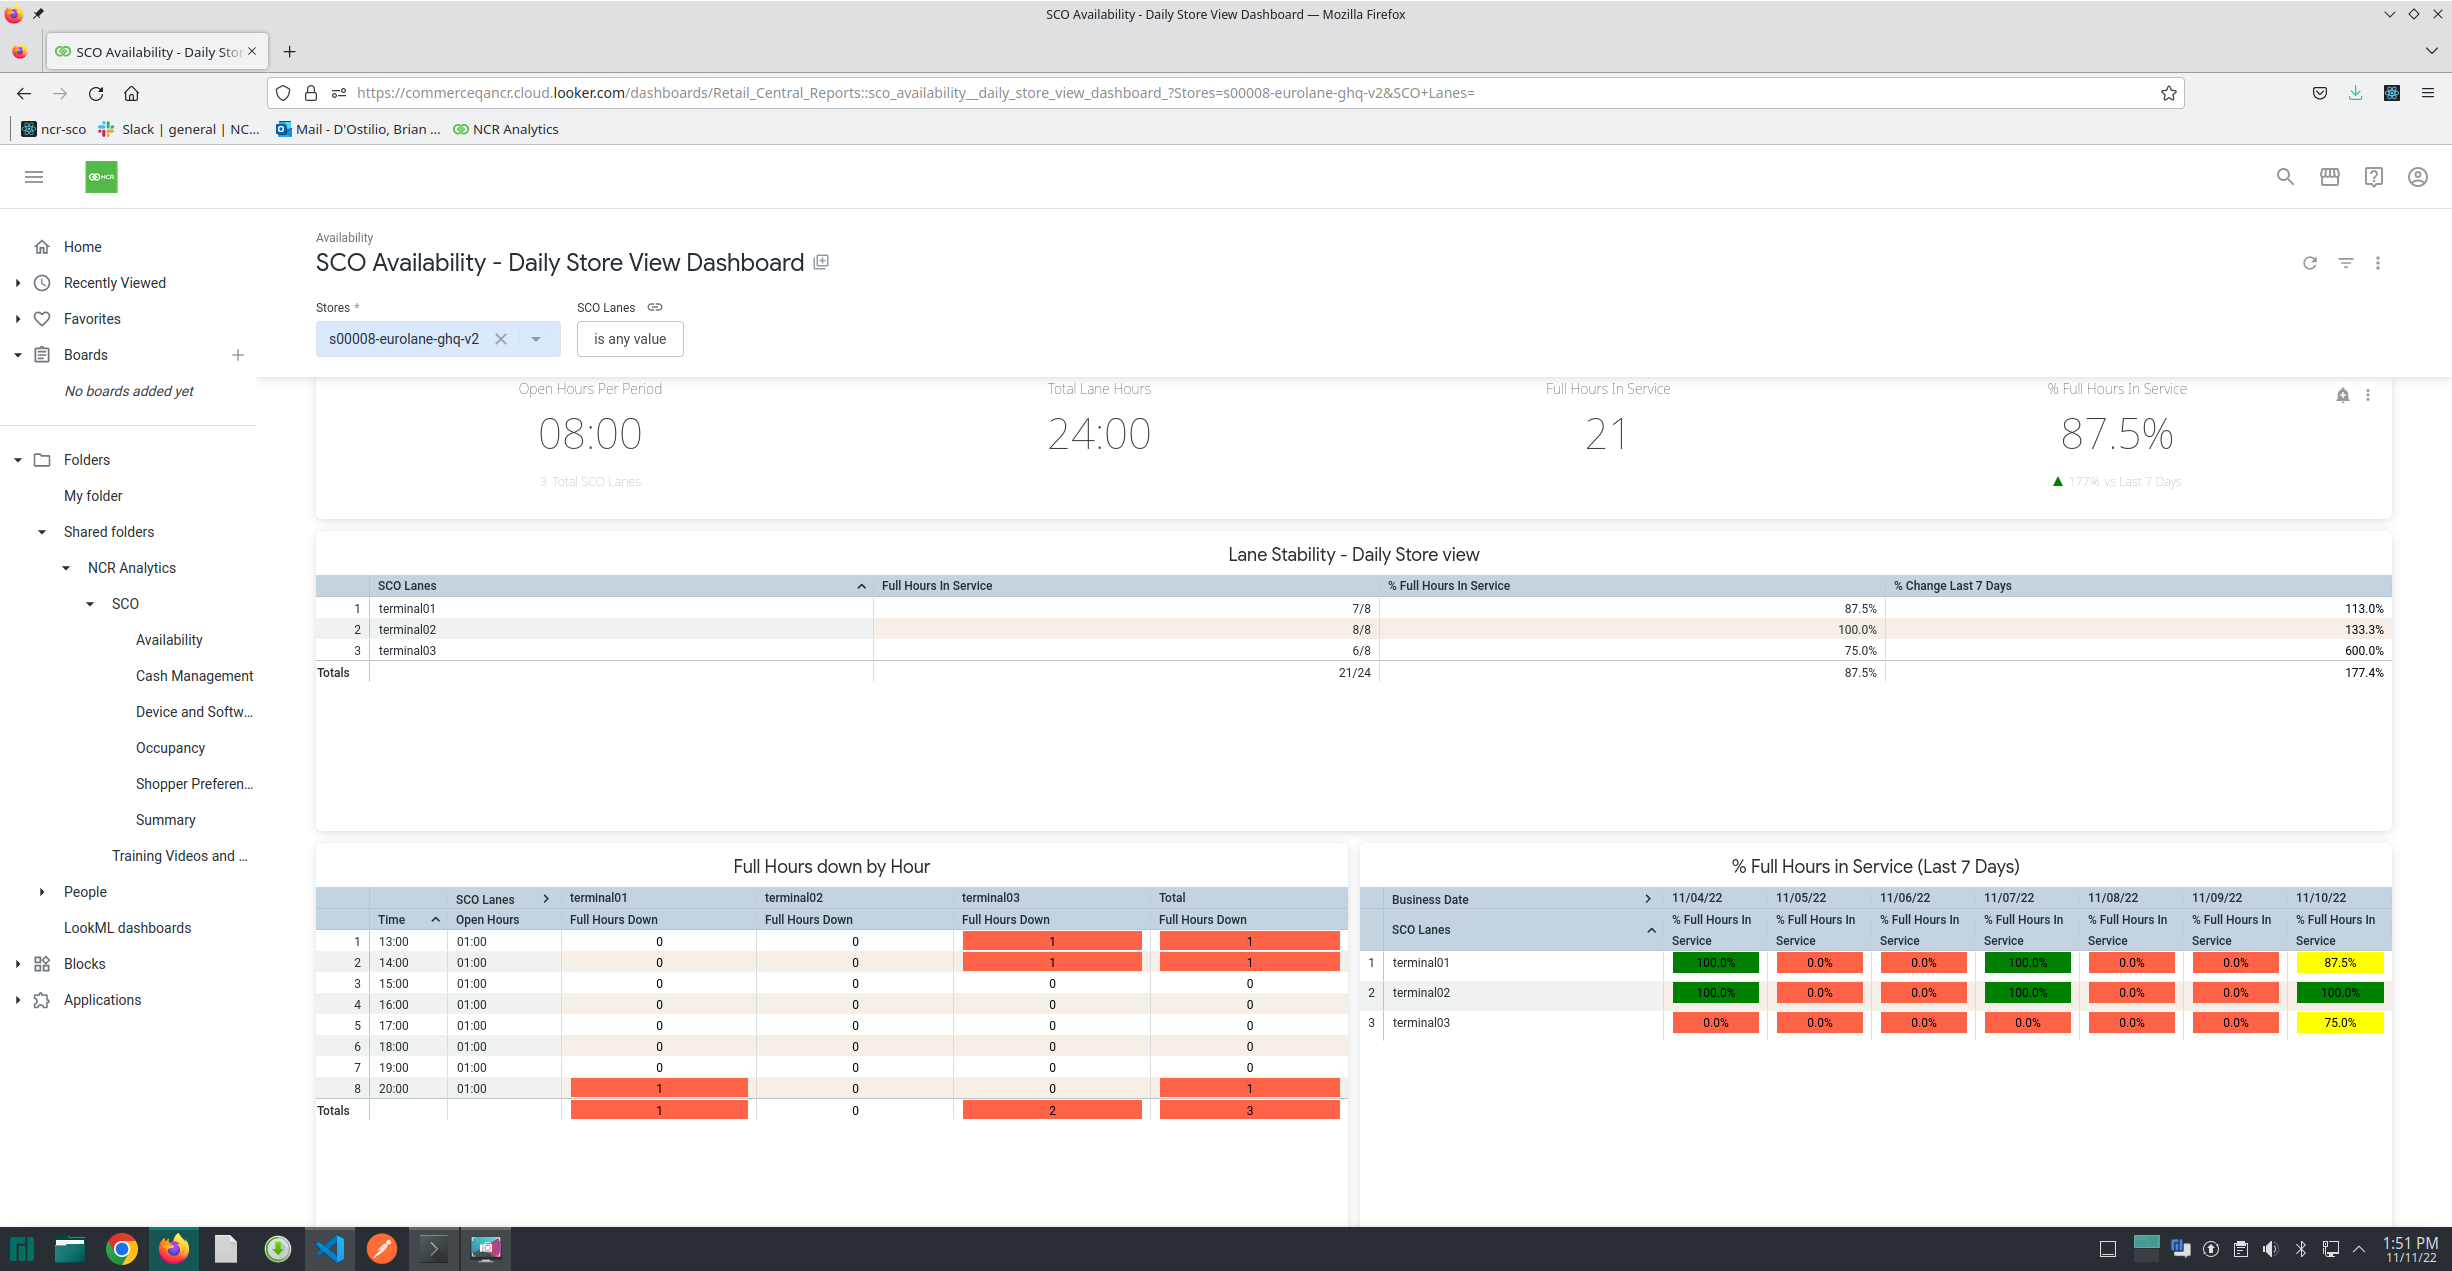 SCO Availability - Daily Store View Dashboard — Mozilla Firefox
SCO Availability - Daily Stor
https://commerceqancr.cloud.looker.com/dashboards/Retail_Central_Reports::sco_availability__daily_store_view_dashboard_?Stores=s00008-eurolane-ghq-v2&SCO+Lanes=
ncr-sco Slack | general | NC... Mail - D'Ostilio, Brian ... NCR Analytics
NCR
Home
Recently Viewed
Favorites
Boards
No boards added yet
Folders
My folder
Shared folders
NCR Analytics
SCO
Availability
Cash Management
Device and Softw...
Occupancy
Shopper Preferen...
Summary
Training Videos and ...
People
LookML dashboards
Blocks
Applications
Availability
SCO Availability - Daily Store View Dashboard
Stores * SCO Lanes
s00008-eurolane-ghq-v2 is any value
Open Hours Per Period Total Lane Hours Full Hours In Service % Full Hours In Service
08:00 24:00 21 87.5%
3 Total SCO Lanes 177% vs Last 7 Days
Lane Stability - Daily Store view
SCO Lanes Full Hours In Service % Full Hours In Service % Change Last 7 Days
1 terminal01 7/8 87.5% 113.0%
2 terminal02 8/8 100.0% 133.3%
3 terminal03 6/8 75.0% 600.0%
Totals 21/24 87.5% 177.4%
Full Hours down by Hour
SCO Lanes terminal01 terminal02 terminal03 Total
Time Open Hours Full Hours Down Full Hours Down Full Hours Down Full Hours Down
1 13:00 01:00 0 0 1 1
2 14:00 01:00 0 0 1 1
3 15:00 01:00 0 0 0 0
4 16:00 01:00 0 0 0 0
5 17:00 01:00 0 0 0 0
6 18:00 01:00 0 0 0 0
7 19:00 01:00 0 0 0 0
8 20:00 01:00 1 0 0 1
Totals 1 0 2 3
% Full Hours in Service (Last 7 Days)
Business Date 11/04/22 11/05/22 11/06/22 11/07/22 11/08/22 11/09/22 11/10/22
SCO Lanes % Full Hours In % Full Hours In % Full Hours In % Full Hours In % Full Hours In % Full Hours In % Full Hours In
Service Service Service Service Service Service Service
1 terminal01 100.0% 0.0% 0.0% 100.0% 0.0% 0.0% 87.5%
2 terminal02 100.0% 0.0% 0.0% 100.0% 0.0% 0.0% 100.0%
3 terminal03 0.0% 0.0% 0.0% 0.0% 0.0% 0.0% 75.0%
1:51 PM
11/11/22